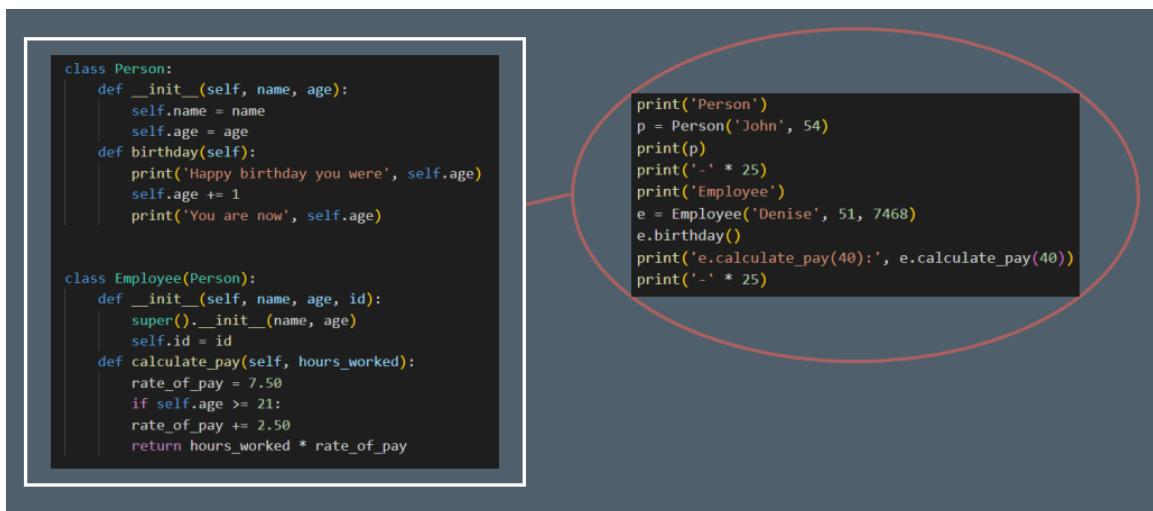 class Person:
    def __init__(self, name, age):
        self.name = name
        self.age = age
    def birthday(self):
        print('Happy birthday you were', self.age)
        self.age += 1
        print('You are now', self.age)
class Employee(Person):
    def __init__(self, name, age, id):
        super().__init__(name, age)
        self.id = id
    def calculate_pay(self, hours_worked):
        rate_of_pay = 7.50
        if self.age >= 21:
        rate_of_pay += 2.50
        return hours_worked * rate_of_pay
print('Person')
p = Person('John', 54)
print(p)
print('-' * 25)
print('Employee')
e = Employee('Denise', 51, 7468)
e.birthday()
print('e.calculate_pay(40):', e.calculate_pay(40))
print('-' * 25)